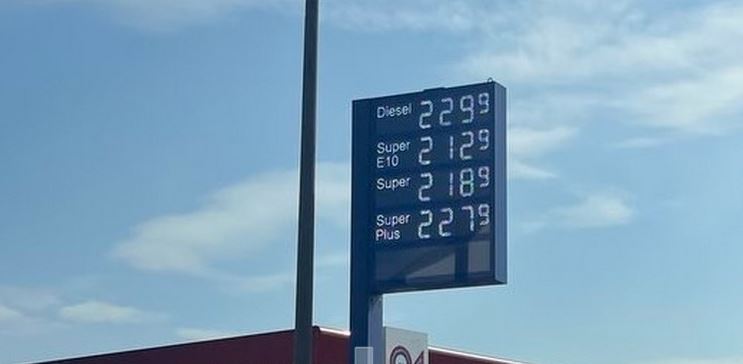 Diesel 2299
Super E10 2129
Super 2189
Super Plus 2279